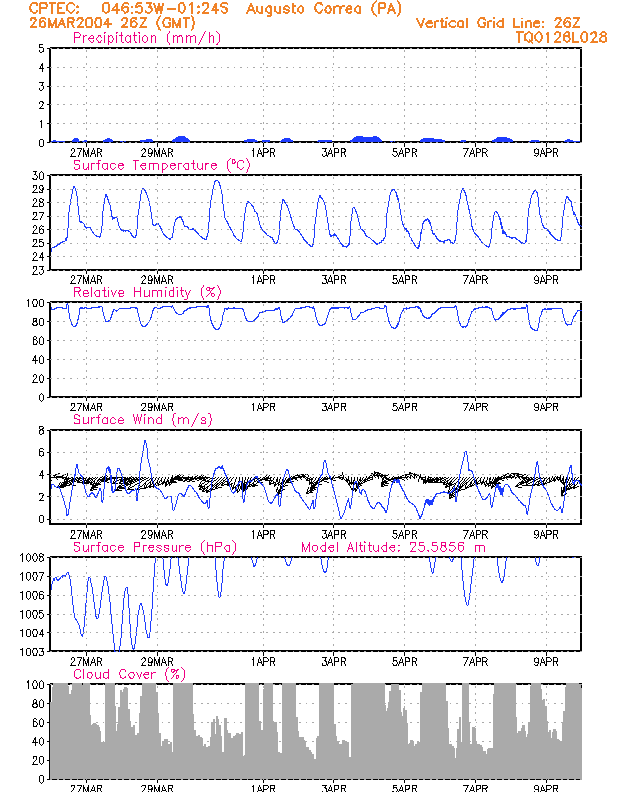 CPTEC: 046:53W-01:24S Augusto Correa (PA)
26MAR2004 26Z (GMT) Vertical Grid Line: 26Z
Precipitation (mm/h) TQ0126L028
5
4
3
2
1
0
27MAR 29MAR 1APR 3APR 5APR 7APR 9APR
Surface Temperature (°C)
30
29
28
27
26
25
24
23
27MAR 29MAR 1APR 3APR 5APR 7APR 9APR
Relative Humidity (%)
100
80
60
40
20
0
27MAR 29MAR 1APR 3APR 5APR 7APR 9APR
Surface Wind (m/s)
8
6
4
2
0
27MAR 29MAR 1APR 3APR 5APR 7APR 9APR
Surface Pressure (hPa) Model Altitude: 25.5856 m
1008
1007
1006
1005
1004
1003
27MAR 29MAR 1APR 3APR 5APR 7APR 9APR
Cloud Cover (%)
100
80
60
40
20
0
27MAR 29MAR 1APR 3APR 5APR 7APR 9APR